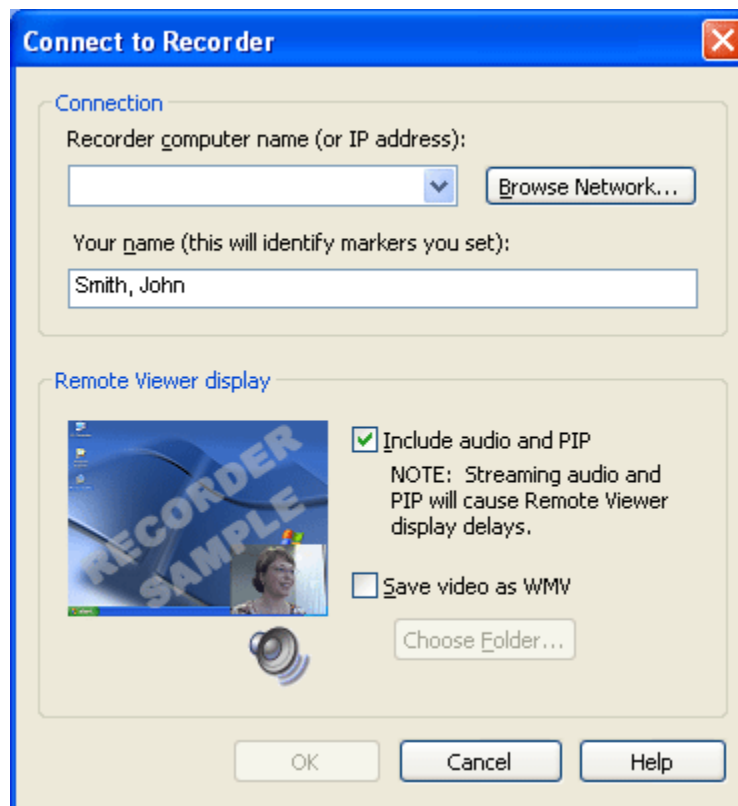 Connect to Recorder
Connection
Recorder computer name (or IP address):
Browse Network...
Your name (this will identify markers you set):
Smith, John
Remote Viewer display
RECORDER
SAMPLE
Include audio and PIP
NOTE: Streaming audio and
PIP will cause Remote Viewer
display delays.
Save video as WMV
Choose Folder...
OK Cancel Help